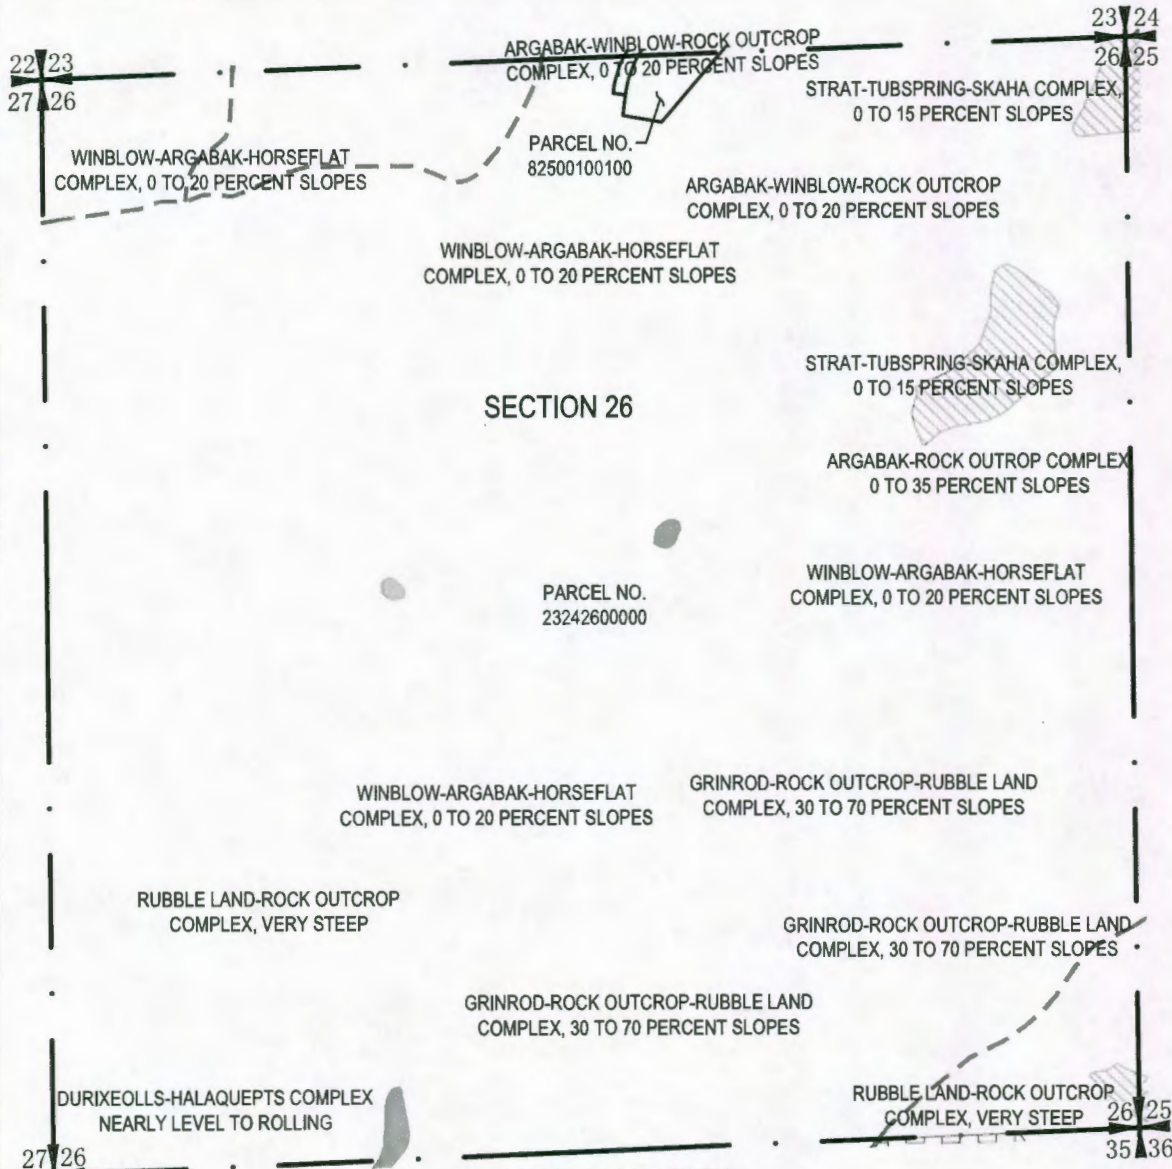 23 24
26 25
22 23
27 26
ARGABAK-WINBLOW-ROCK OUTCROP
COMPLEX, 0 TO 20 PERCENT SLOPES
STRAT-TUBSPRING-SKAHA COMPLEX,
0 TO 15 PERCENT SLOPES
PARCEL NO.
82500100100
WINBLOW-ARGABAK-HORSEFLAT
COMPLEX, 0 TO 20 PERCENT SLOPES
ARGABAK-WINBLOW-ROCK OUTCROP
COMPLEX, 0 TO 20 PERCENT SLOPES
WINBLOW-ARGABAK-HORSEFLAT
COMPLEX, 0 TO 20 PERCENT SLOPES
STRAT-TUBSPRING-SKAHA COMPLEX,
0 TO 15 PERCENT SLOPES
SECTION 26
ARGABAK-ROCK OUTROP COMPLEX
0 TO 35 PERCENT SLOPES
WINBLOW-ARGABAK-HORSEFLAT
COMPLEX, 0 TO 20 PERCENT SLOPES
PARCEL NO.
23242600000
WINBLOW-ARGABAK-HORSEFLAT
COMPLEX, 0 TO 20 PERCENT SLOPES
GRINROD-ROCK OUTCROP-RUBBLE LAND
COMPLEX, 30 TO 70 PERCENT SLOPES
RUBBLE LAND-ROCK OUTCROP
COMPLEX, VERY STEEP
GRINROD-ROCK OUTCROP-RUBBLE LAND
COMPLEX, 30 TO 70 PERCENT SLOPES
GRINROD-ROCK OUTCROP-RUBBLE LAND
COMPLEX, 30 TO 70 PERCENT SLOPES
DURIXEOLLS-HALAQUEPTS COMPLEX
NEARLY LEVEL TO ROLLING
RUBBLE LAND-ROCK OUTCROP
COMPLEX, VERY STEEP
26 25
35 36
27 26